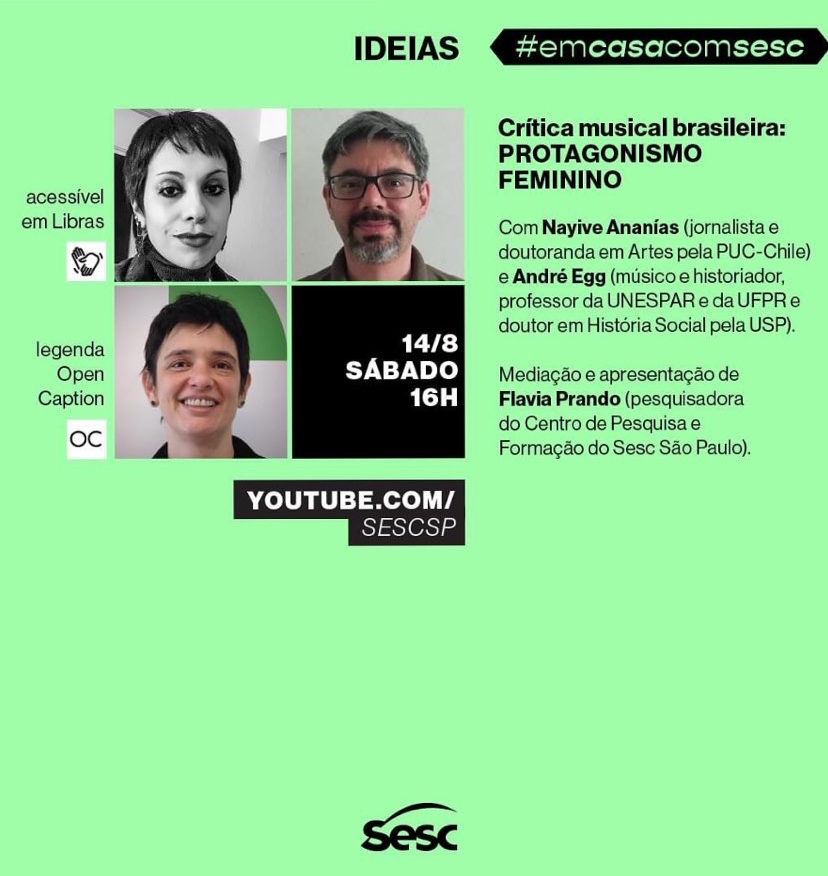 IDEIAS
#emcasacomsesc
acessível
em Libras
legenda
Open
Caption
OC
14/8
SÁBADO
16H
YOUTUBE.COM/
SESCSP
Crítica musical brasileira:
PROTAGONISMO
FEMININO
Com Nayive Ananías (jornalista e
doutoranda em Artes pela PUC-Chile)
e André Egg (músico e historiador,
professor da UNESPAR e da UFPR e
doutor em História Social pela USP).
Mediação e apresentação de
Flavia Prando (pesquisadora
do Centro de Pesquisa e
Formação do Sesc São Paulo).
Sesc